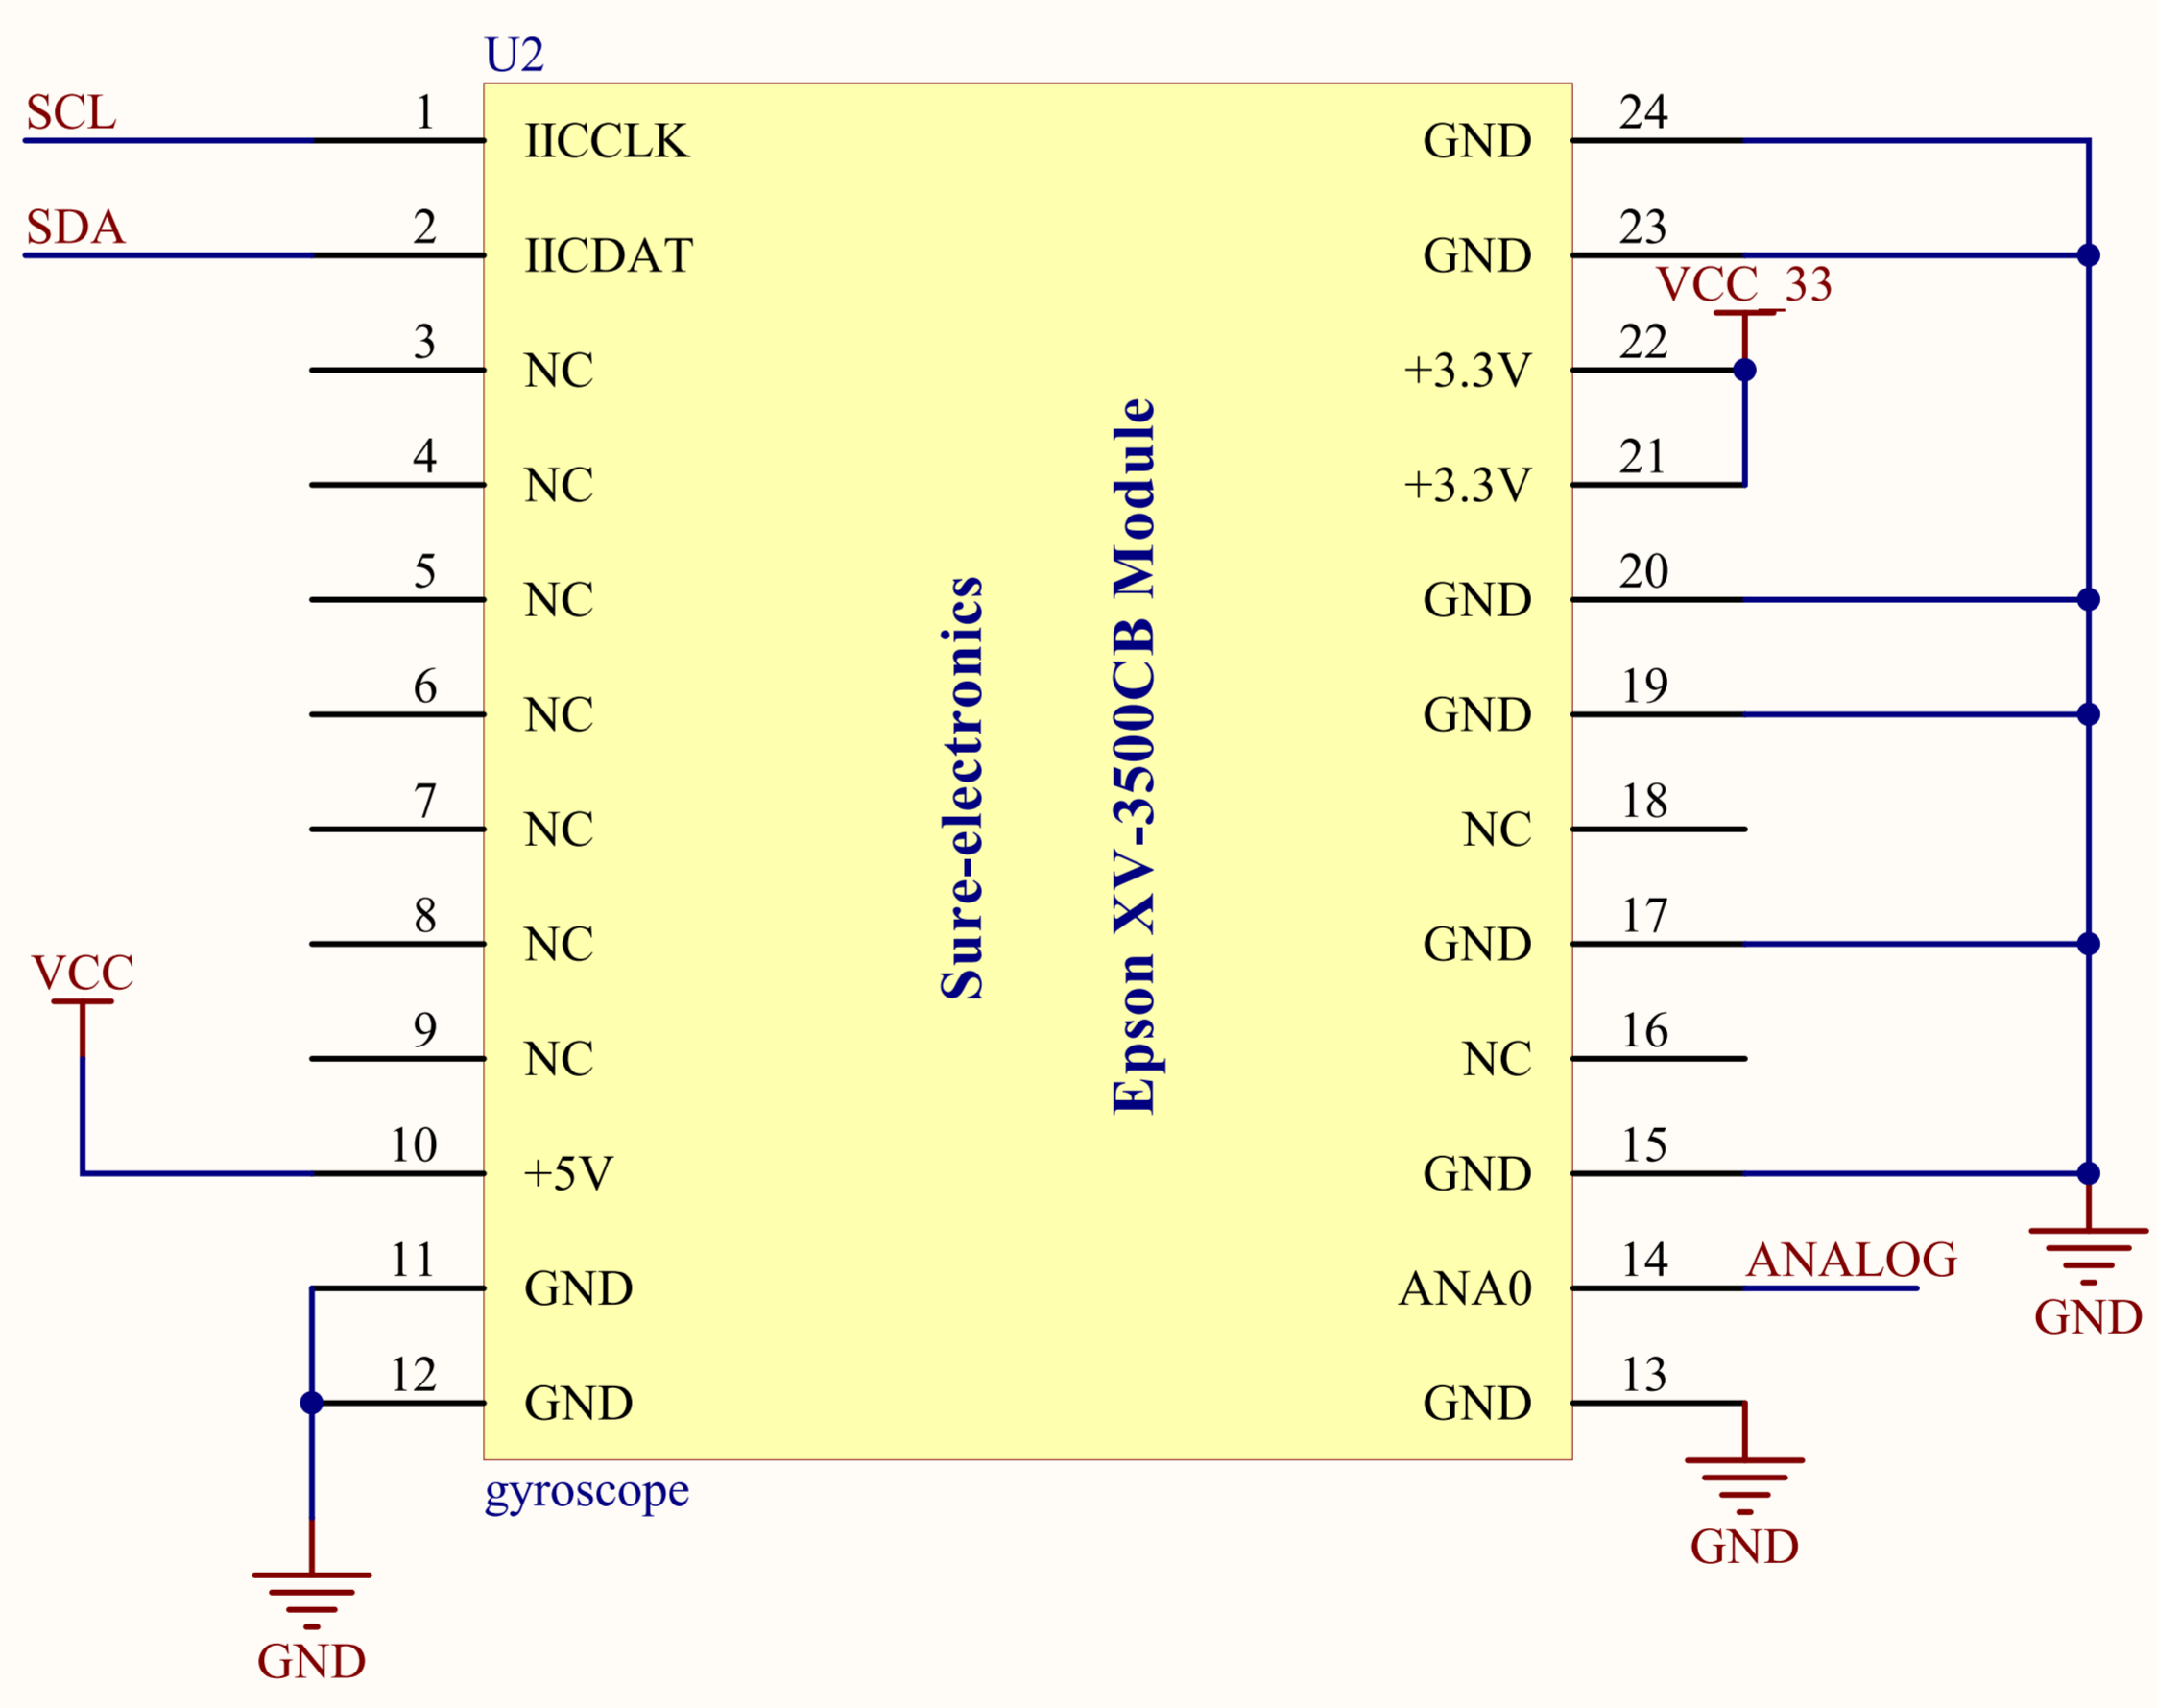 U2
SCL 1 IICCLK GND 24
SDA 2 IICDAT GND 23
VCC_33
3 NC +3.3V 22
4 NC +3.3V 21
5 NC GND 20
6 NC GND 19
7 NC NC 18
8 NC GND 17
VCC
9 NC NC 16
10 +5V GND 15
11 GND ANA0 14 ANALOG
GND
12 GND GND 13
Sure-electronics
Epson XV-3500CB Module
gyroscope
GND
GND